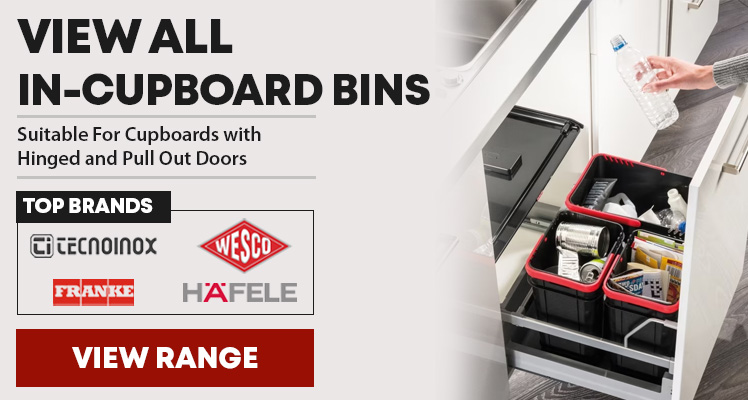 VIEW ALL
IN-CUPBOARD BINS
Suitable For Cupboards with
Hinged and Pull Out Doors
TOP BRANDS
TECNOINOX
WESCO
FRANKE
HÄFELE
VIEW RANGE